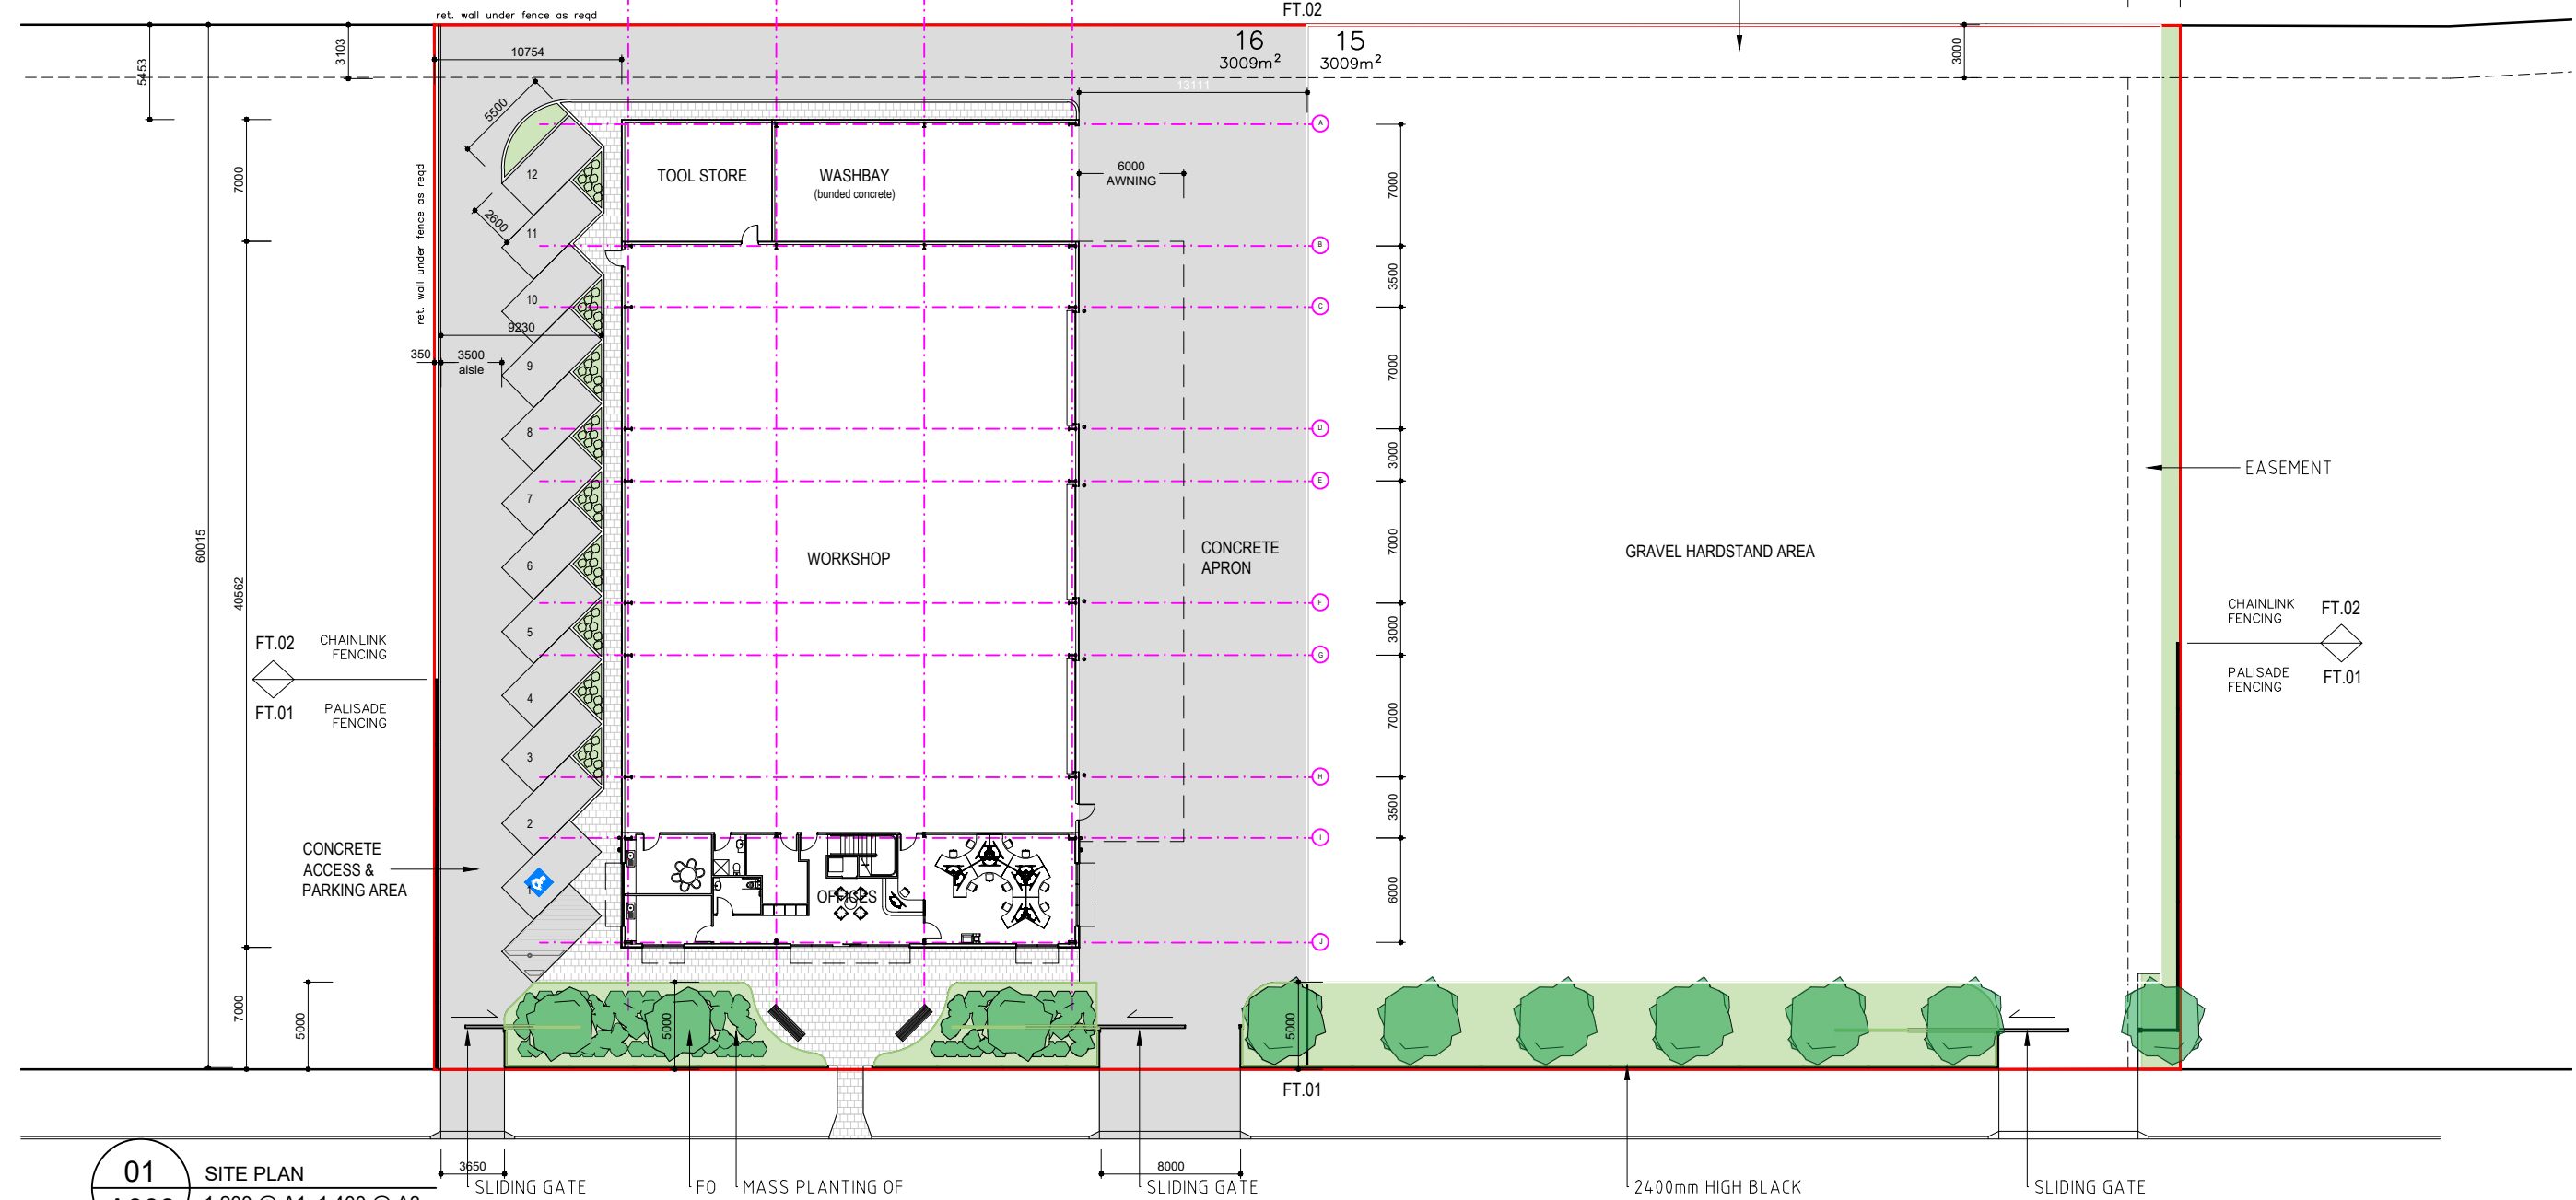 ret. wall under fence as reqd
FT.02
16
3009m²
15
3009m²
5453
3103
10754
3000
13111
5500
A
7000
12
TOOL STORE
WASHBAY
(bunded concrete)
6000
AWNING
7000
ret. wall under fence as reqd
2600
11
B
10
3500
C
9230
350
3500
aisle
9
7000
8
D
3000
EASEMENT
7
E
60015
WORKSHOP
CONCRETE
APRON
7000
GRAVEL HARDSTAND AREA
6
40562
F
5
3000
FT.02
CHAINLINK
FENCING
FT.01
PALISADE
FENCING
CHAINLINK
FENCING
FT.02
PALISADE
FENCING
FT.01
G
4
7000
3
H
2
3500
I
CONCRETE
ACCESS &
PARKING AREA
1
OFFICES
6000
J
7000
5000
5000
5000
FT.01
01
SITE PLAN
3650
8000
SLIDING GATE
FO
MASS PLANTING OF
SLIDING GATE
2400mm HIGH BLACK
SLIDING GATE